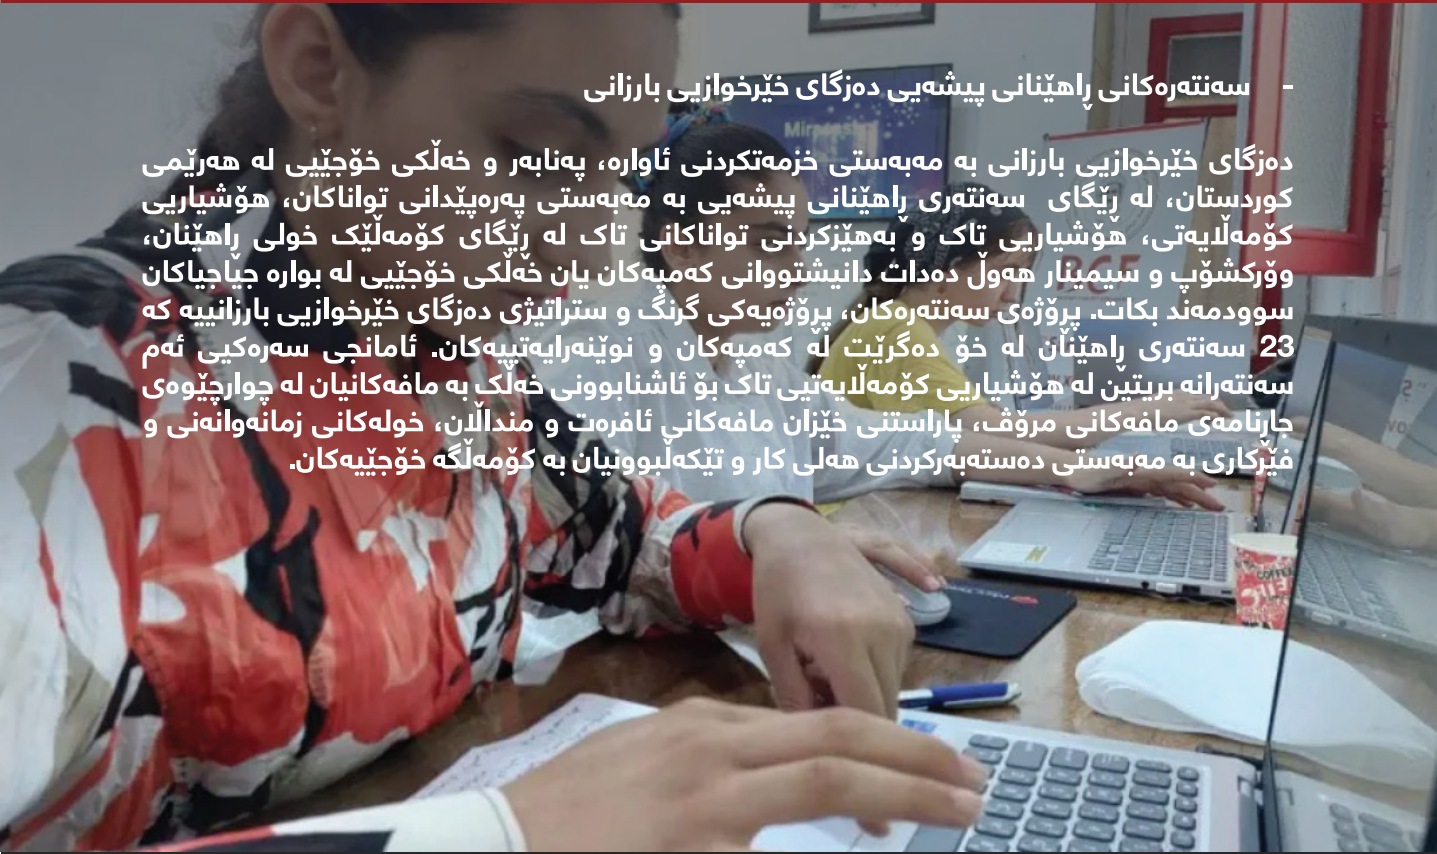 - سەنتەرەکانی ڕاهێنانی پیشەیی دەزگای خێرخوازیی بارزانی
دەزگای خێرخوازیی بارزانی بە مەبەستی خزمەتکردنی ئاوارە، پەنابەر و خەڵکی خۆجێیی لە هەرێمی
کوردستان، لە ڕێگای سەنتەری ڕاهێنانی پیشەیی بە مەبەستی پەرەپێدانی تواناکان، هۆشیاریی
کۆمەڵایەتی، هۆشیاریی تاک و بەهێزکردنی تواناکانی تاک لە ڕێگای کۆمەڵێک خولی ڕاهێنان،
وۆرکشۆپ و سیمینار هەوڵ دەدات دانیشتووانی کەمپەکان یان خەڵکی خۆجێیی لە بوارە جیاجیاکان
سوودمەند بکات. پڕۆژەی سەنتەرەکان، پڕۆژەیەکی گرنگ و ستراتیژی دەزگای خێرخوازیی بارزانییە کە
23 سەنتەری ڕاهێنان لە خۆ دەگرێت لە کەمپەکان و نوێنەرایەتییەکان. ئامانجی سەرەکیی ئەم
سەنتەرانە بریتین لە هۆشیاریی کۆمەڵایەتیی تاک بۆ ئاشنابوونی خەڵک بە مافەکانیان لە چوارچێوەی
جاڕنامەی مافەکانی مرۆڤ، پاراستنی خێزان مافەکانی ئافرەت و منداڵان، خولەکانی زمانەوانەنی و
فێرکاری بە مەبەستی دەستەبەرکردنی هەلی کار و تێکەڵبوونیان بە کۆمەڵگە خۆجێیەکان.
BCF
COFFEE